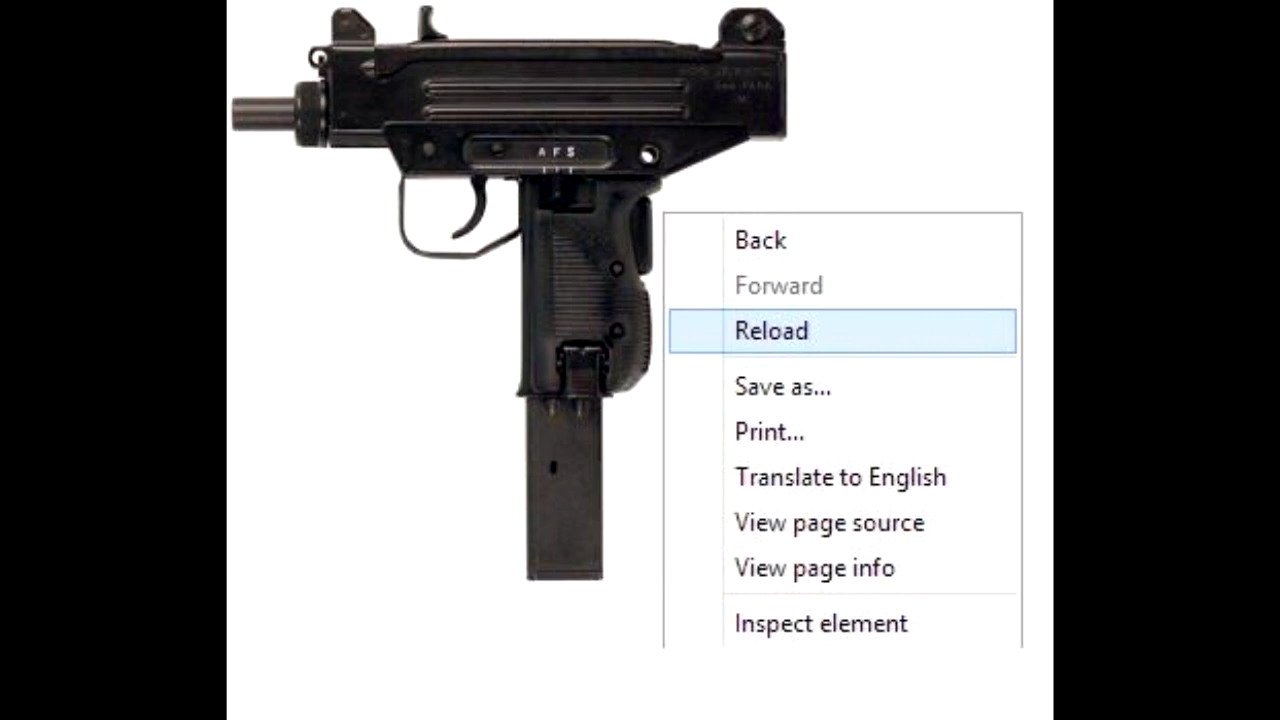 A F S
Back
Forward
Reload
Save as...
Print...
Translate to English
View page source
View page info
Inspect element